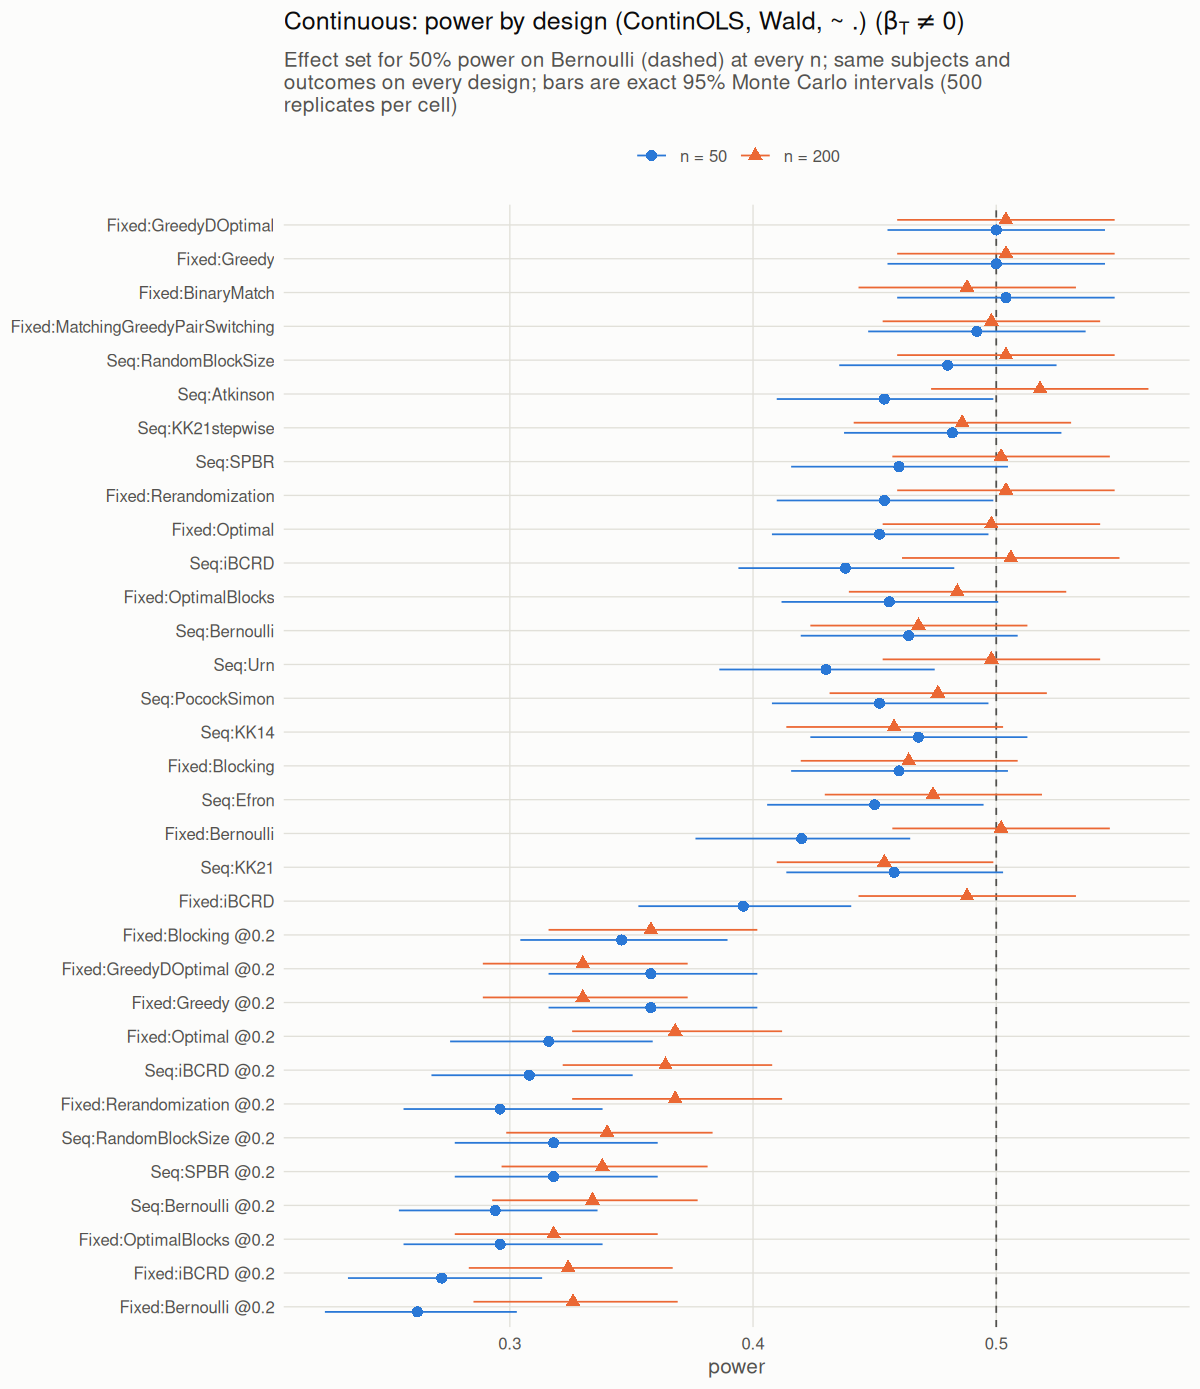 Continuous: power by design (ContinOLS, Wald, ~ .) (βT ≠ 0)
Effect set for 50% power on Bernoulli (dashed) at every n; same subjects and
outcomes on every design; bars are exact 95% Monte Carlo intervals (500
replicates per cell)
n = 50 n = 200
Fixed:GreedyDOptimal
Fixed:Greedy
Fixed:BinaryMatch
Fixed:MatchingGreedyPairSwitching
Seq:RandomBlockSize
Seq:Atkinson
Seq:KK21stepwise
Seq:SPBR
Fixed:Rerandomization
Fixed:Optimal
Seq:iBCRD
Fixed:OptimalBlocks
Seq:Bernoulli
Seq:Urn
Seq:PocockSimon
Seq:KK14
Fixed:Blocking
Seq:Efron
Fixed:Bernoulli
Seq:KK21
Fixed:iBCRD
Fixed:Blocking @0.2
Fixed:GreedyDOptimal @0.2
Fixed:Greedy @0.2
Fixed:Optimal @0.2
Seq:iBCRD @0.2
Fixed:Rerandomization @0.2
Seq:RandomBlockSize @0.2
Seq:SPBR @0.2
Seq:Bernoulli @0.2
Fixed:OptimalBlocks @0.2
Fixed:iBCRD @0.2
Fixed:Bernoulli @0.2
0.3 0.4 0.5
power